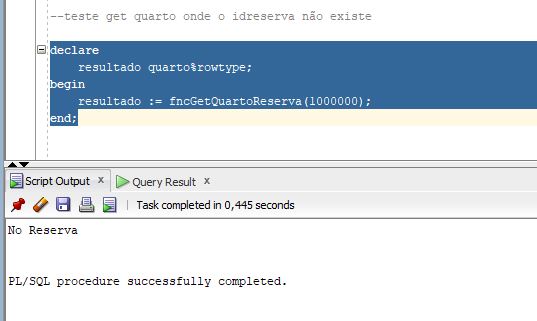 --teste get quarto onde o idreserva não existe
declare
resultado quarto%rowtype;
begin
resultado := fncGetQuartoReserva(1000000);
end;
Script Output x Query Result x
Task completed in 0,445 seconds
No Reserva
PL/SQL procedure successfully completed.